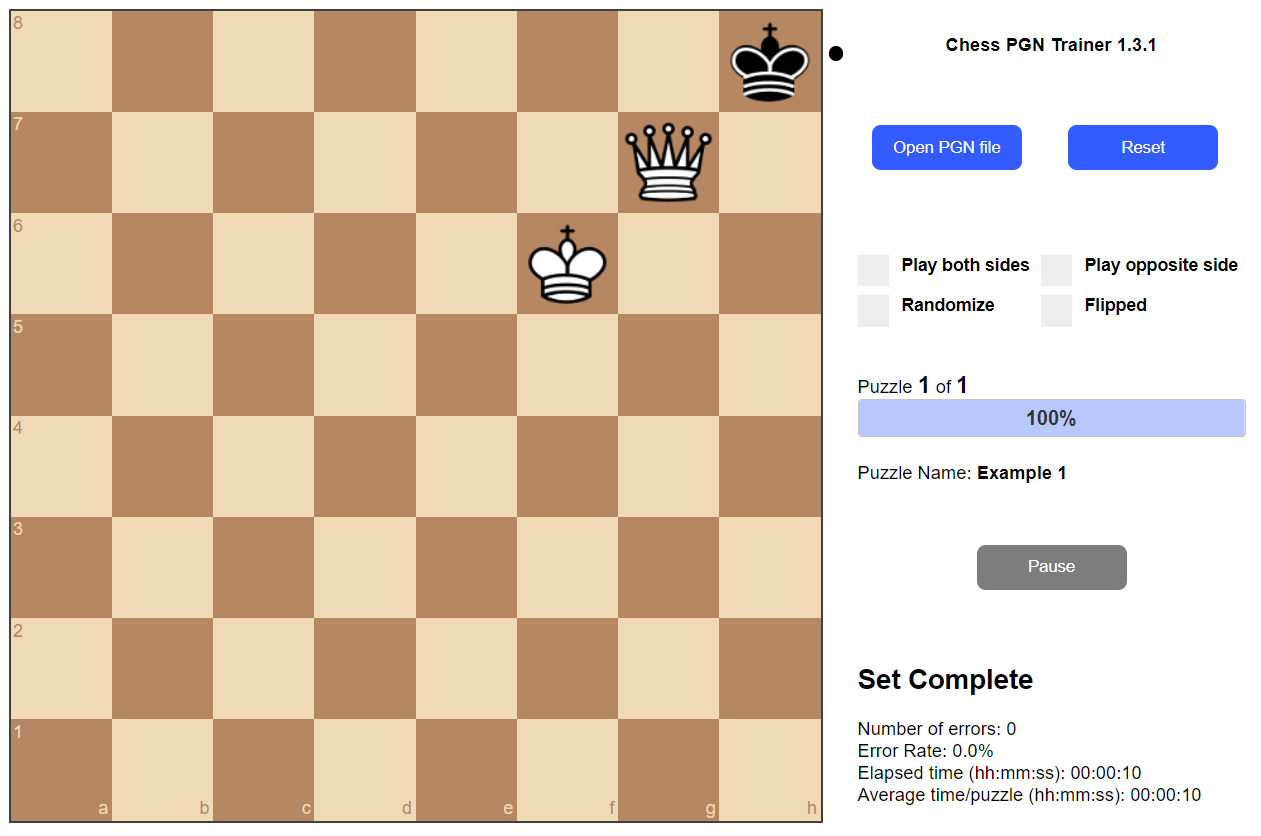 8
7
6
5
4
3
2
1
a b c d e f g h
Chess PGN Trainer 1.3.1
Open PGN file Reset
Play both sides Play opposite side
Randomize Flipped
Puzzle 1 of 1
100%
Puzzle Name: Example 1
Pause
Set Complete
Number of errors: 0
Error Rate: 0.0%
Elapsed time (hh:mm:ss): 00:00:10
Average time/puzzle (hh:mm:ss): 00:00:10